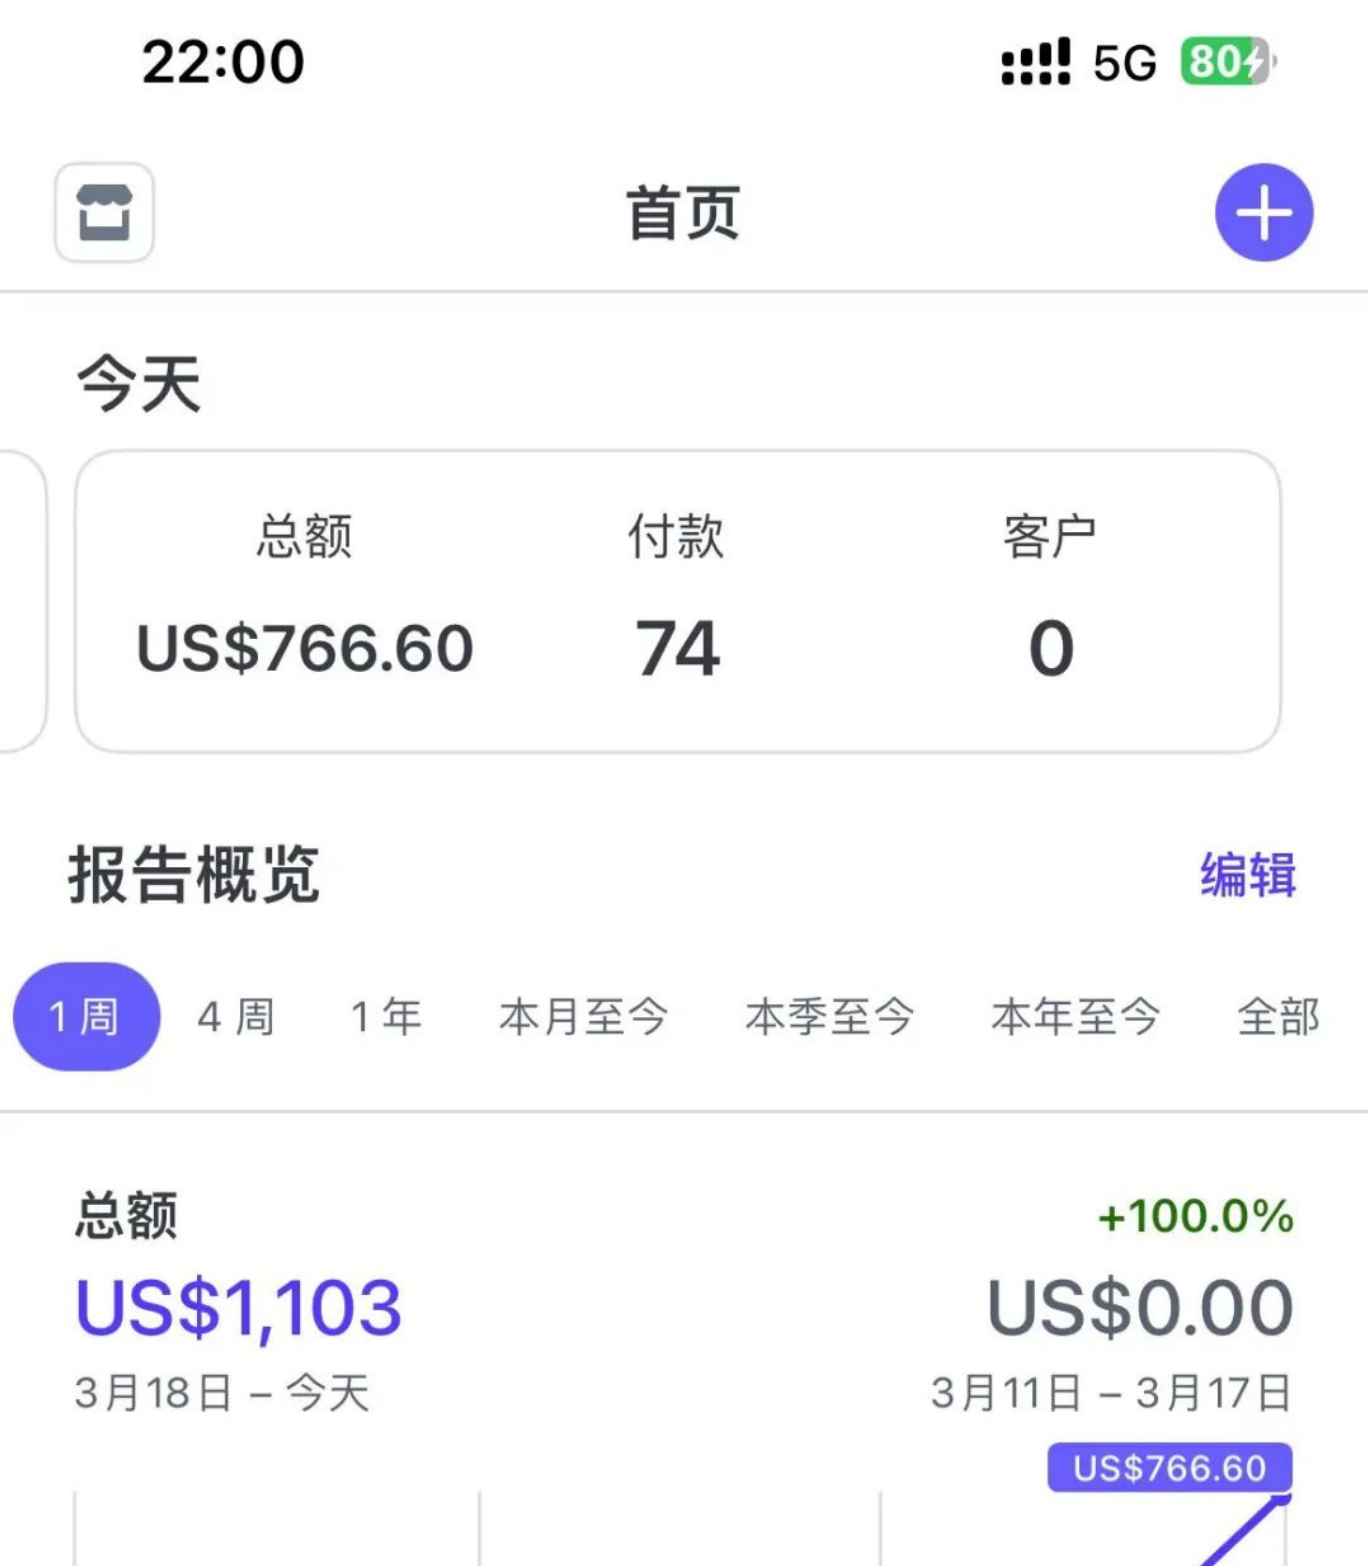 22:00 5G 80
首页
今天
总额 付款 客户
US$766.60 74 0
报告概览 编辑
1 周 4 周 1 年 本月至今 本季至今 本年至今 全部
总额 +100.0%
US$1,103 US$0.00
3月18日 – 今天 3月11日 – 3月17日
US$766.60